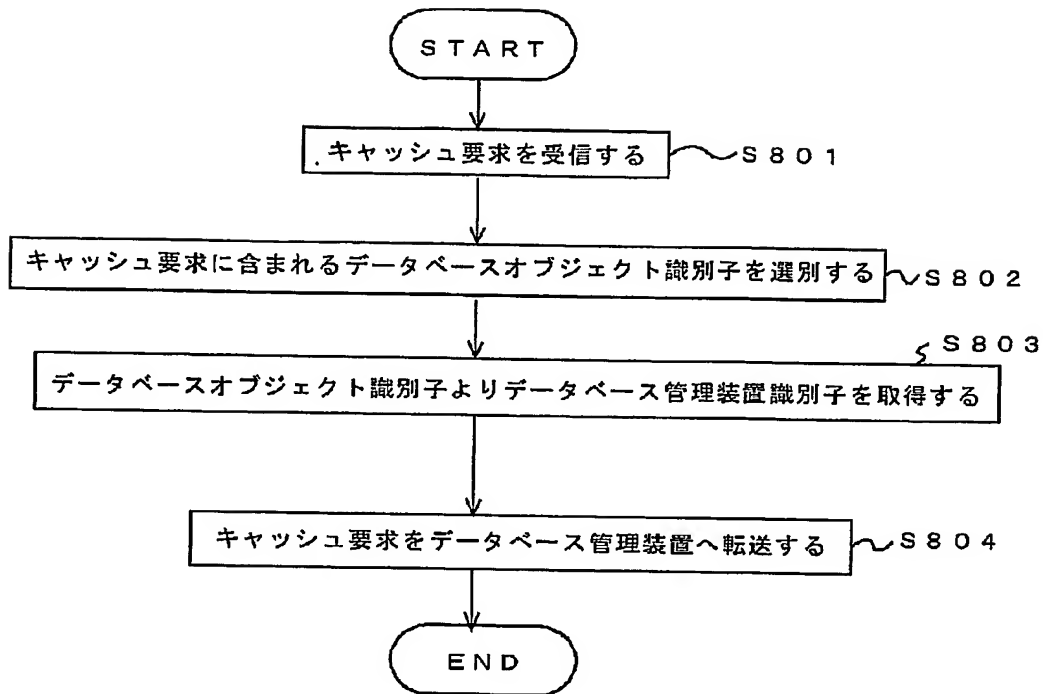 START
キャッシュ要求を受信する S801
キャッシュ要求に含まれるデータベースオブジェクト識別子を選別する S802
S803
データベースオブジェクト識別子よりデータベース管理装置識別子を取得する
キャッシュ要求をデータベース管理装置へ転送する S804
END